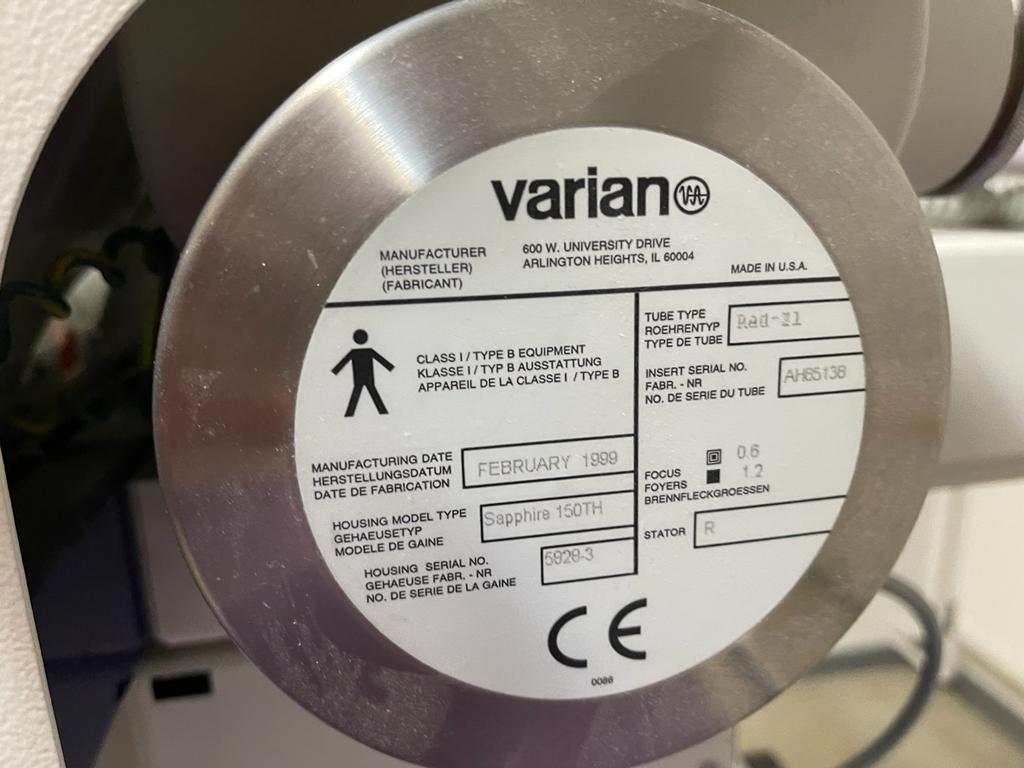 varian
MANUFACTURER
(HERSTELLER)
(FABRICANT)
600 W. UNIVERSITY DRIVE
ARLINGTON HEIGHTS, IL 60004
MADE IN U.S.A.
CLASS I / TYPE B EQUIPMENT
KLASSE I / TYP B AUSSTATTUNG
APPAREIL DE LA CLASSE I / TYPE B
MANUFACTURING DATE
HERSTELLUNGSDATUM
DATE DE FABRICATION
FEBRUARY 1999
HOUSING MODEL TYPE
GEHAEUSETYP
MODELE DE GAINE
Sapphire 150TH
HOUSING SERIAL NO.
GEHAEUSE FABR. - NR
NO. DE SERIE DE LA GAINE
5928-3
TUBE TYPE
ROEHRENTYP
TYPE DE TUBE
Rad-21
INSERT SERIAL NO.
FABR. - NR
NO. DE SERIE DU TUBE
AH65138
0.6
1.2
FOCUS
FOYERS
BRENNFLECKGROESSEN
STATOR
R
CE
0086